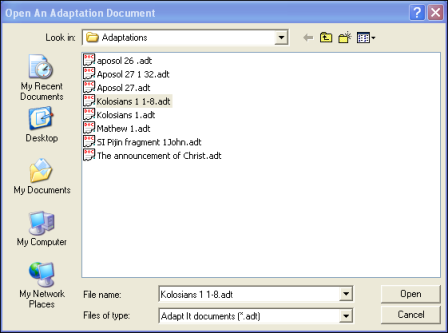 Open An Adaptation Document
Look in:
Adaptations
My Recent
Documents
Desktop
My Documents
My Computer
My Network
Places
aposol 26 .adt
Aposol 27 1 32.adt
Aposol 27.adt
Kolosians 1 1-8.adt
Kolosians 1.adt
Mathew 1.adt
SI Pijin fragment 1John.adt
The announcement of Christ.adt
File name:
Kolosians 1 1-8.adt
Open
Files of type:
Adapt It documents (*.adt)
Cancel